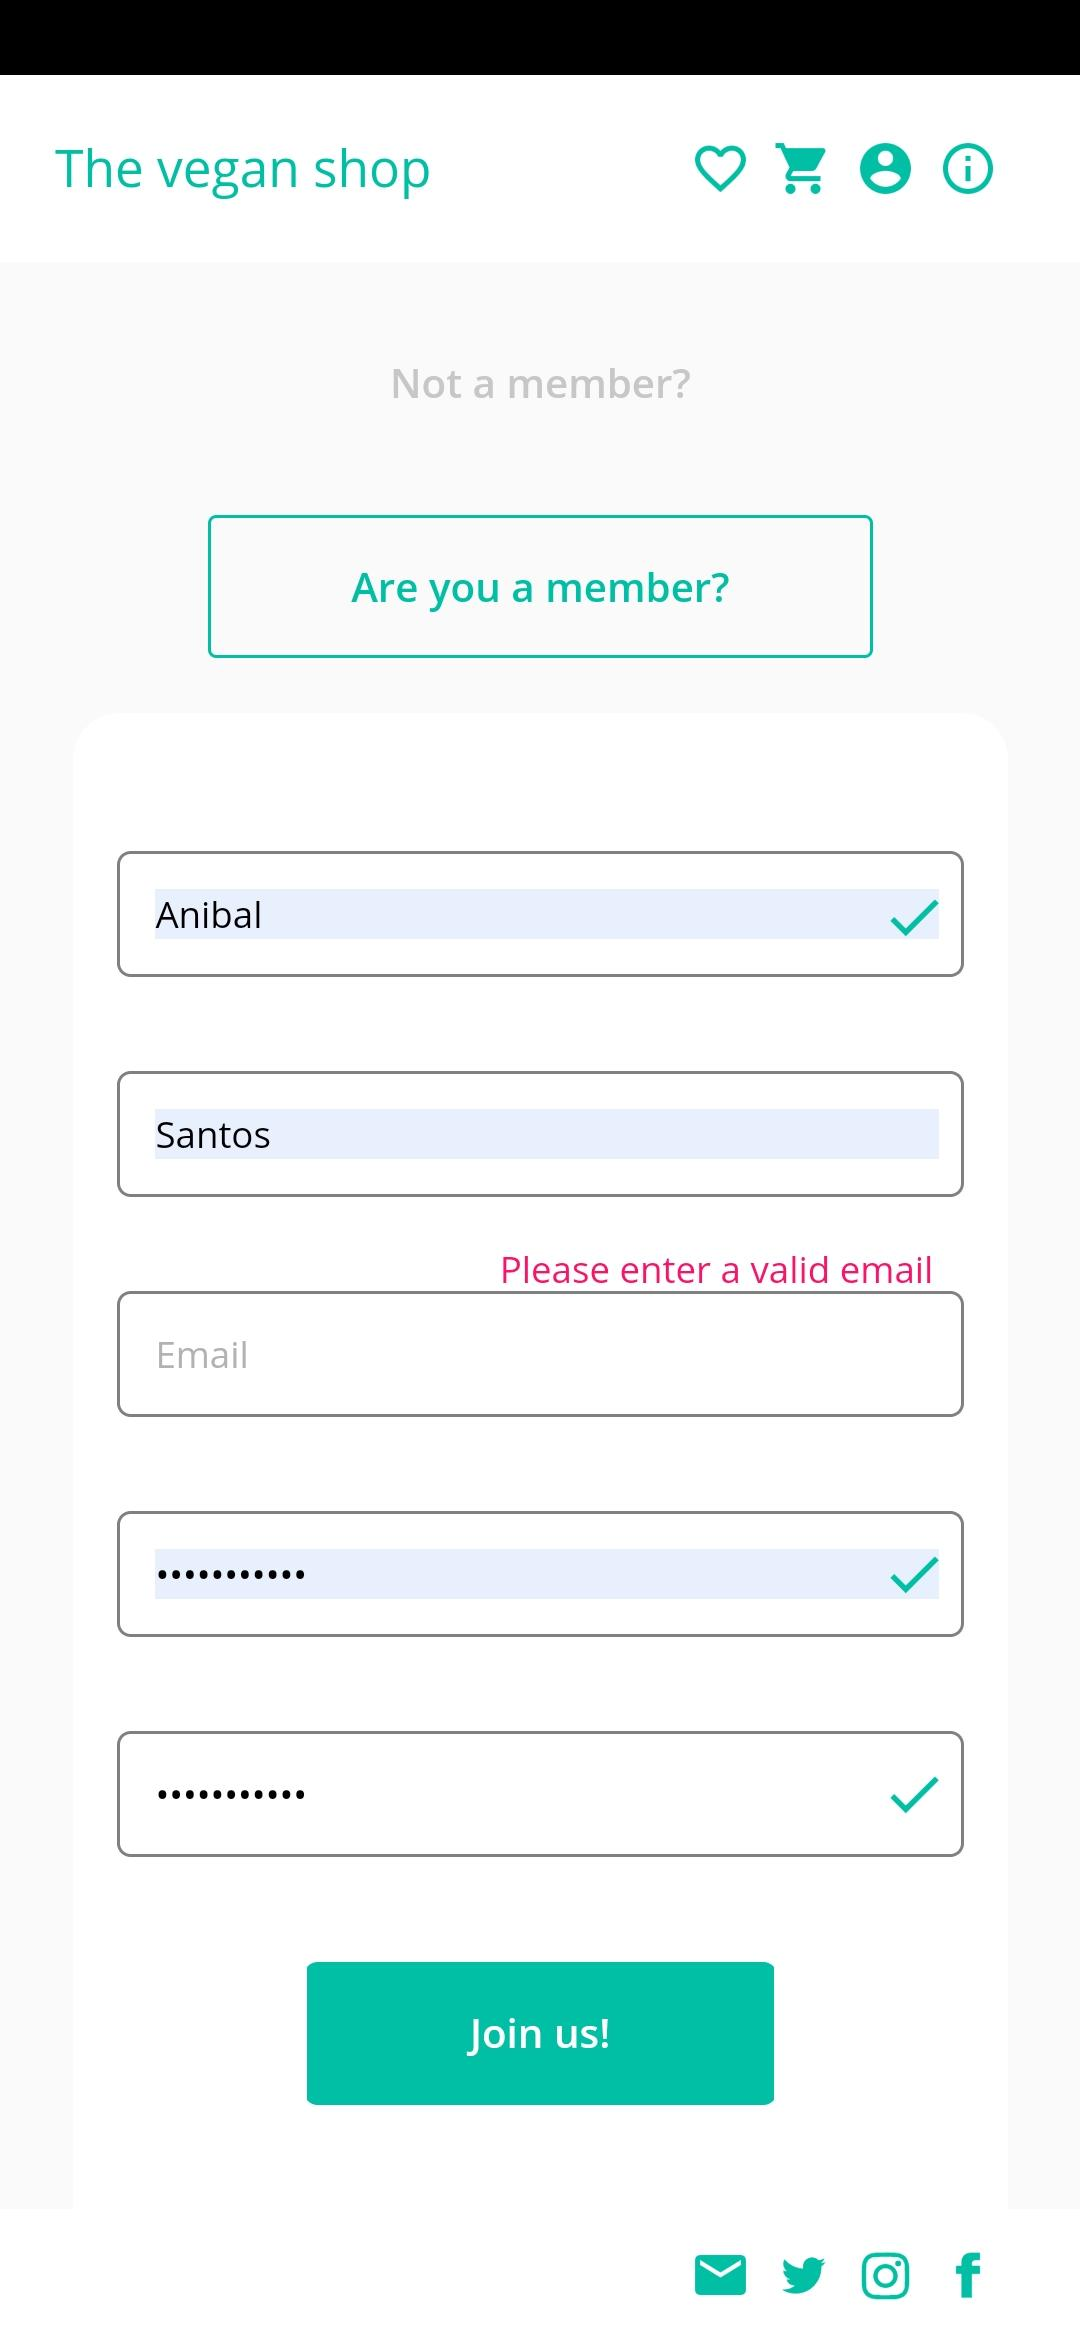 The vegan shop
Not a member?
Are you a member?
Anibal
Santos
Please enter a valid email
Email
•••••••••••
•••••••••••
Join us!